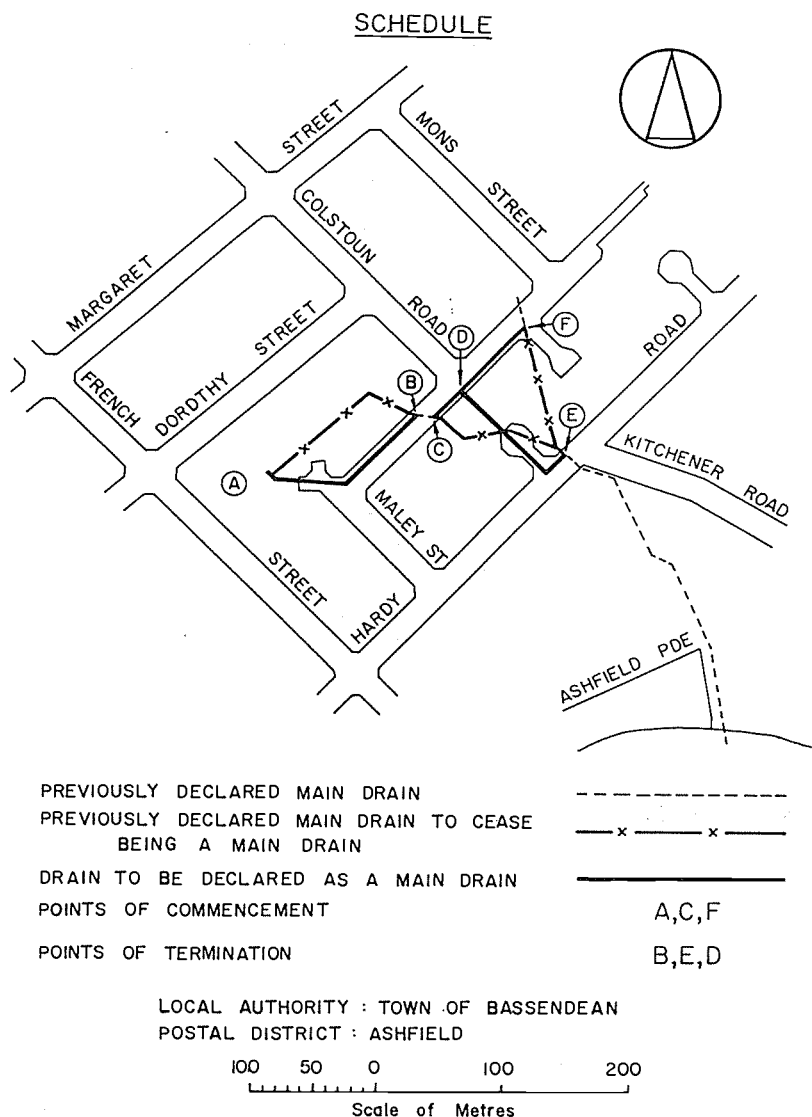 SCHEDULE
STREET
MONS
STREET
COLSTOUN
ROAD
MARGARET
STREET
DOROTHY
FRENCH
ROAD
F
D
B
C
E
A
KITCHENER ROAD
MALEY ST
STREET
HARDY
ASHFIELD PDE
PREVIOUSLY DECLARED MAIN DRAIN
PREVIOUSLY DECLARED MAIN DRAIN TO CEASE
BEING A MAIN DRAIN
DRAIN TO BE DECLARED AS A MAIN DRAIN
POINTS OF COMMENCEMENT A,C,F
POINTS OF TERMINATION B,E,D
LOCAL AUTHORITY : TOWN OF BASSENDEAN
POSTAL DISTRICT : ASHFIELD
100 50 0 100 200
Scale of Metres